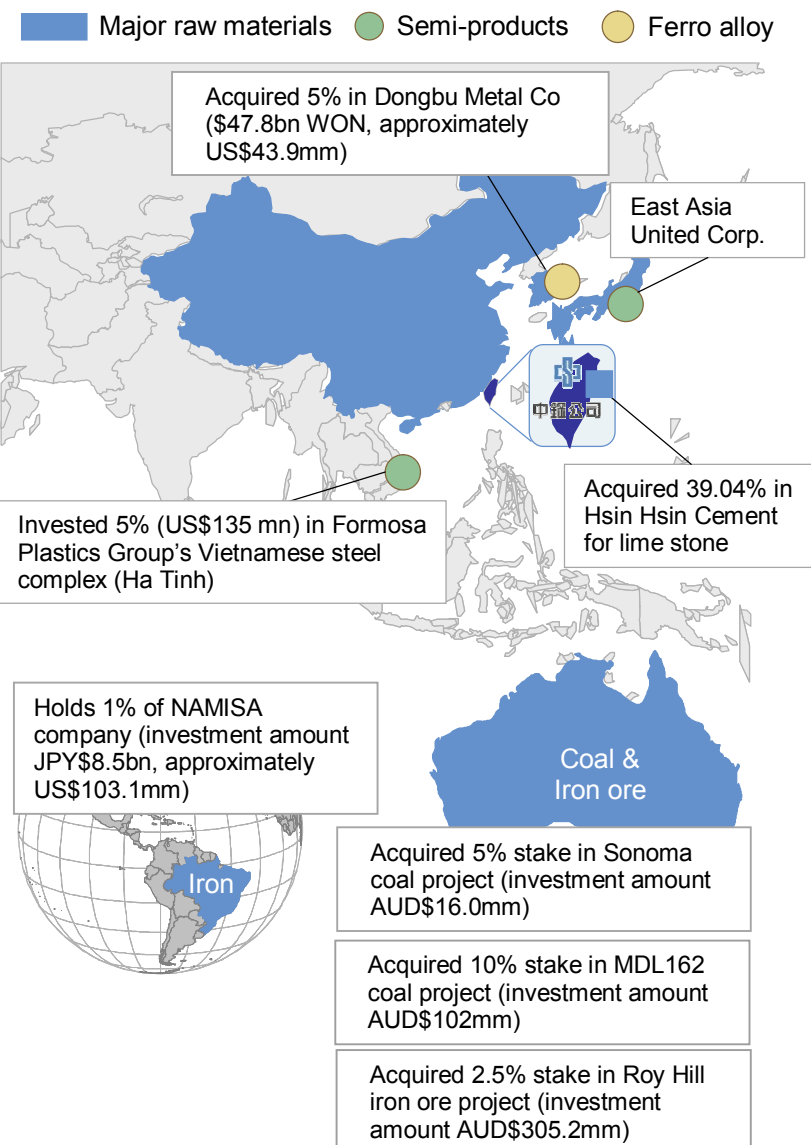 Major raw materials
Semi-products
Ferro alloy
Acquired 5% in Dongbu Metal Co
($47.8bn WON, approximately
US$43.9mm)
East Asia
United Corp.
中鋼公司
Acquired 39.04% in
Hsin Hsin Cement
for lime stone
Invested 5% (US$135 mn) in Formosa
Plastics Group's Vietnamese steel
complex (Ha Tinh)
Holds 1% of NAMISA
company (investment amount
JPY$8.5bn, approximately
US$103.1mm)
Iron
Coal &
Iron ore
Acquired 5% stake in Sonoma
coal project (investment amount
AUD$16.0mm)
Acquired 10% stake in MDL162
coal project (investment amount
AUD$102mm)
Acquired 2.5% stake in Roy Hill
iron ore project (investment
amount AUD$305.2mm)